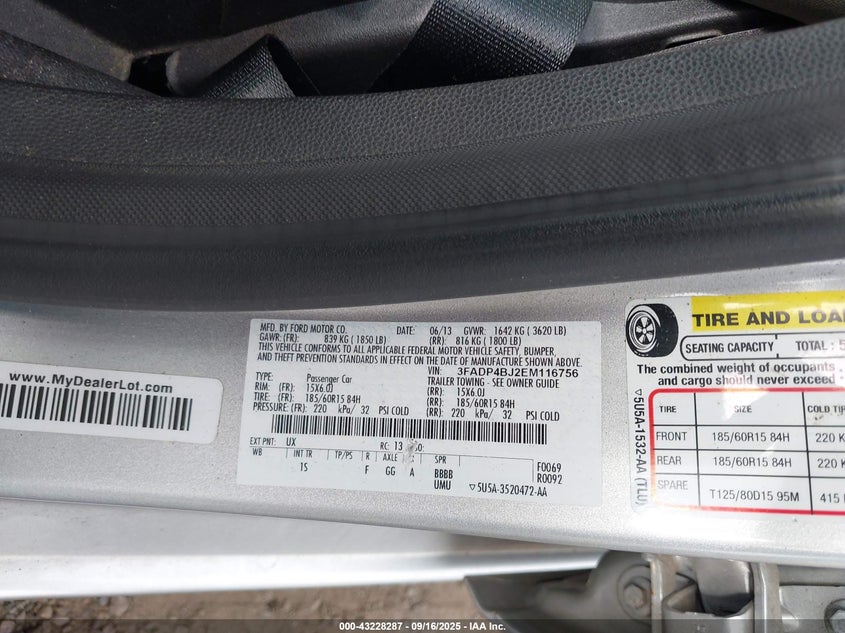 www.MyDealerLot.com
MFD. BY FORD MOTOR CO. DATE: 06/13 GVWR: 1642 KG ( 3620 LB)
GAWR: (FR): 839 KG ( 1850 LB) (RR): 816 KG ( 1800 LB)
THIS VEHICLE CONFORMS TO ALL APPLICABLE FEDERAL MOTOR VEHICLE SAFETY, BUMPER,
AND THEFT PREVENTION STANDARDS IN EFFECT ON THE DATE OF MANUFACTURE SHOWN ABOVE.
VIN: 3FADP4BJ2EM116756
TYPE: Passenger Car TRAILER TOWING - SEE OWNER GUIDE
RIM: (FR): 15X6.0J (RR): 15X6.0J
TIRE: (FR): 185/60R15 84H (RR): 185/60R15 84H
PRESSURE: (FR): 220 kPa/ 32 PSI COLD (RR): 220 kPa/ 32 PSI COLD
EXT PNT: UX RC: 13
WB INT TR TP/PS R AXLE SPR
1S F GG A BBBB
UMU
F0069
R0092
▽5U5A-3520472-AA
▽5U5A-1532-AA (TLU)
TIRE AND LOA
SEATING CAPACITY TOTAL : 5
The combined weight of occupants
and cargo should never exceed
TIRE SIZE COLD TI
FRONT 185/60R15 84H 220 K
REAR 185/60R15 84H 220 K
SPARE T125/80D15 95M 415
000-43228287 - 09/16/2025 - IAA Inc.